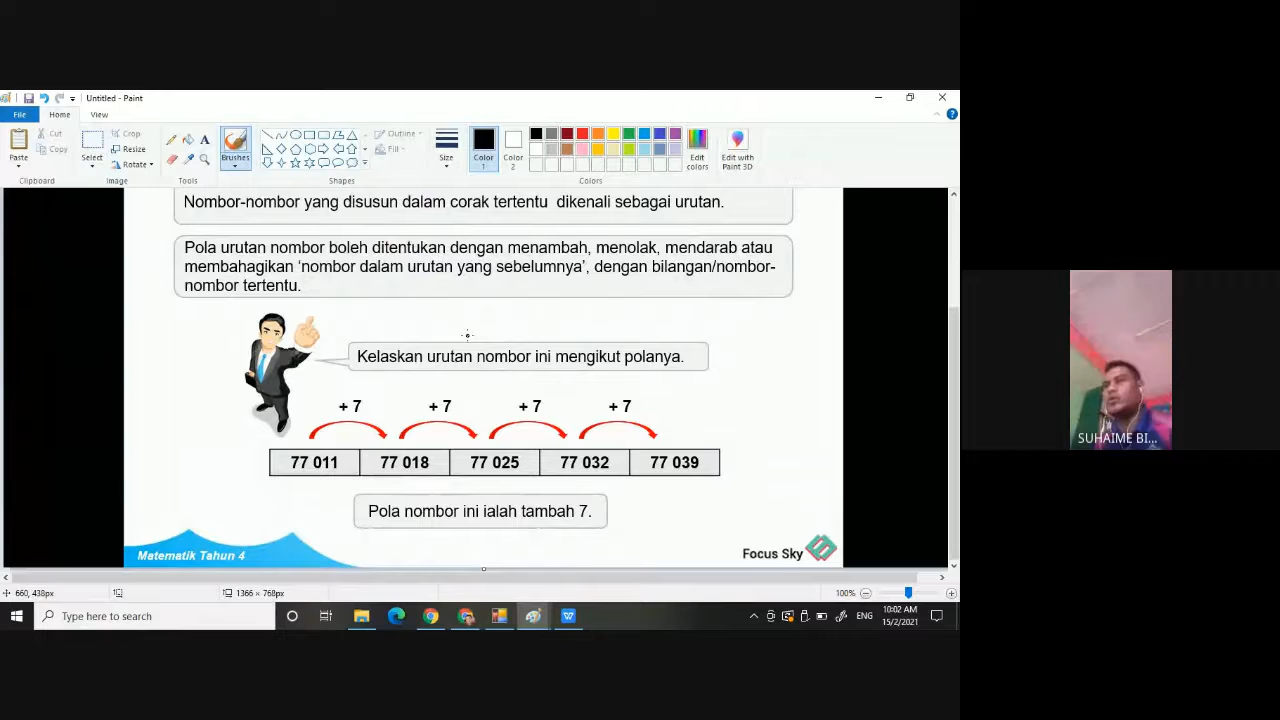 Untitled - Paint
File
Home
View
Paste
Cut
Copy
Clipboard
Select
Crop
Resize
Rotate
Image
Tools
Brushes
Outline
Fill
Shapes
Size
Color 1
Color 2
Edit colors
Edit with Paint 3D
Colors
Nombor-nombor yang disusun dalam corak tertentu dikenali sebagai urutan.
Pola urutan nombor boleh ditentukan dengan menambah, menolak, mendarab atau
membahagikan ‘nombor dalam urutan yang sebelumnya’, dengan bilangan/nombor-
nombor tertentu.
Kelaskan urutan nombor ini mengikut polanya.
+ 7 + 7 + 7 + 7
77 011 77 018 77 025 77 032 77 039
Pola nombor ini ialah tambah 7.
Matematik Tahun 4
Focus Sky
SUHAIME BI...
660, 438px
1366 × 768px
100%
Type here to search
ENG
10:02 AM
15/2/2021